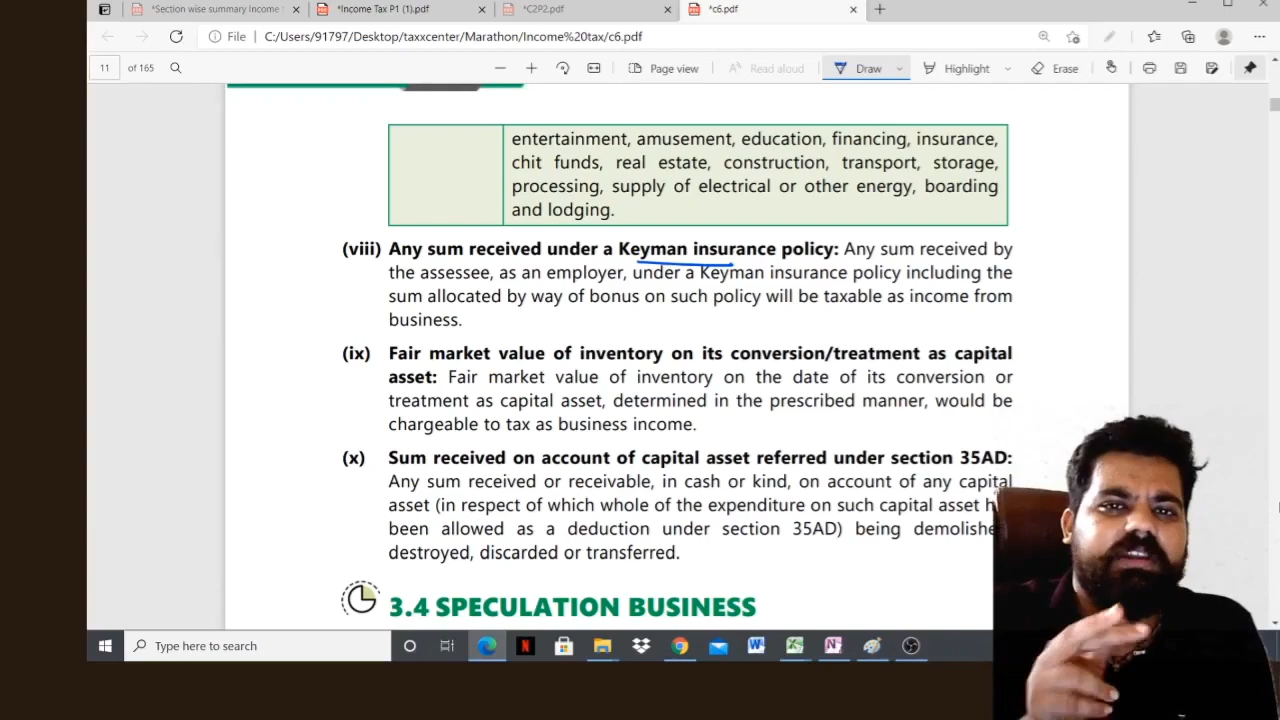 *Section wise summary Income
*Income Tax P1 (1).pdf
*C2P2.pdf
*c6.pdf
File
C:/Users/91797/Desktop/taxxcenter/Marathon/Income%20tax/c6.pdf
11 of 165
Page view
Read aloud
Draw
Highlight
Erase
entertainment, amusement, education, financing, insurance,
chit funds, real estate, construction, transport, storage,
processing, supply of electrical or other energy, boarding
and lodging.
(viii) Any sum received under a Keyman insurance policy: Any sum received by
the assessee, as an employer, under a Keyman insurance policy including the
sum allocated by way of bonus on such policy will be taxable as income from
business.
(ix) Fair market value of inventory on its conversion/treatment as capital
asset: Fair market value of inventory on the date of its conversion or
treatment as capital asset, determined in the prescribed manner, would be
chargeable to tax as business income.
(x) Sum received on account of capital asset referred under section 35AD:
Any sum received or receivable, in cash or kind, on account of any capital
asset (in respect of which whole of the expenditure on such capital asset
been allowed as a deduction under section 35AD) being demolishe
destroyed, discarded or transferred.
3.4 SPECULATION BUSINESS
Type here to search